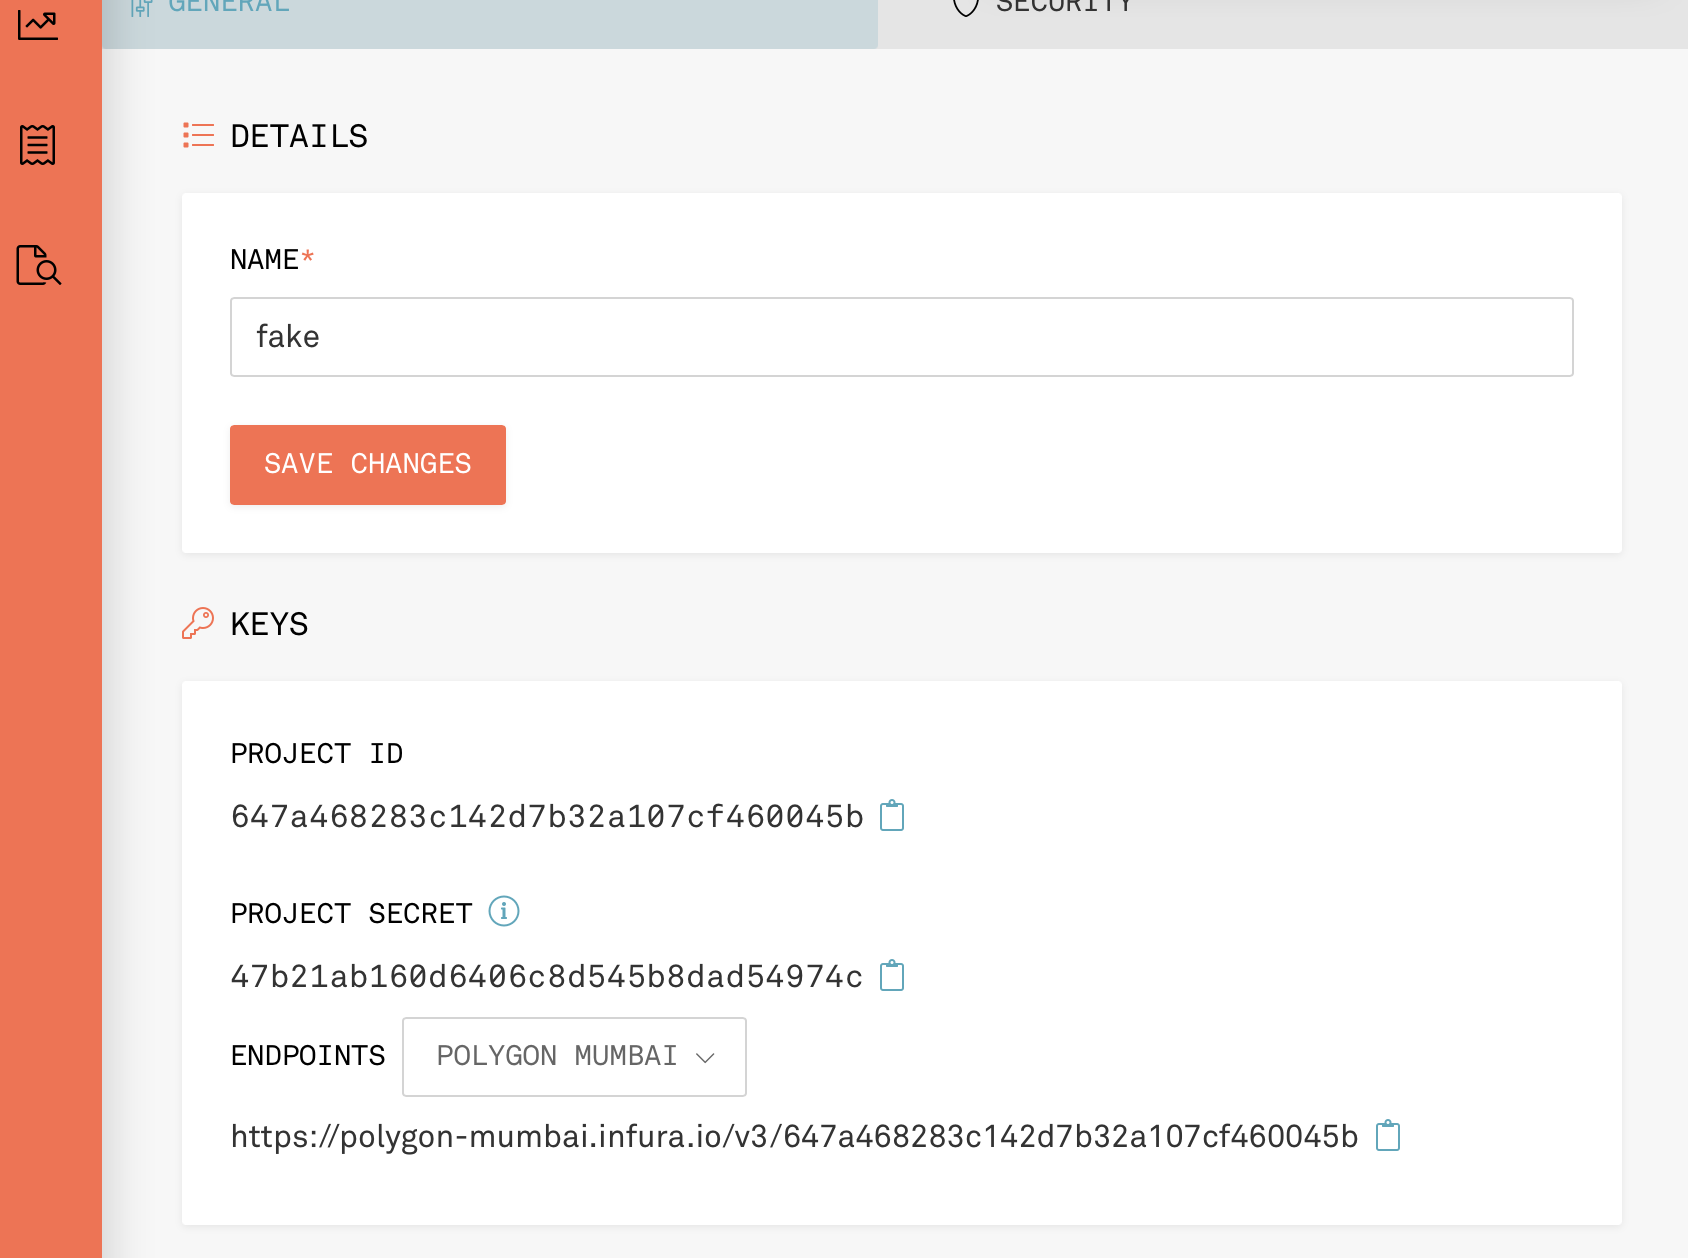 GENERAL
SECURITY
DETAILS
NAME*
fake
SAVE CHANGES
KEYS
PROJECT ID
647a468283c142d7b32a107cf460045b
PROJECT SECRET
47b21ab160d6406c8d545b8dad54974c
ENDPOINTS POLYGON MUMBAI
https://polygon-mumbai.infura.io/v3/647a468283c142d7b32a107cf460045b